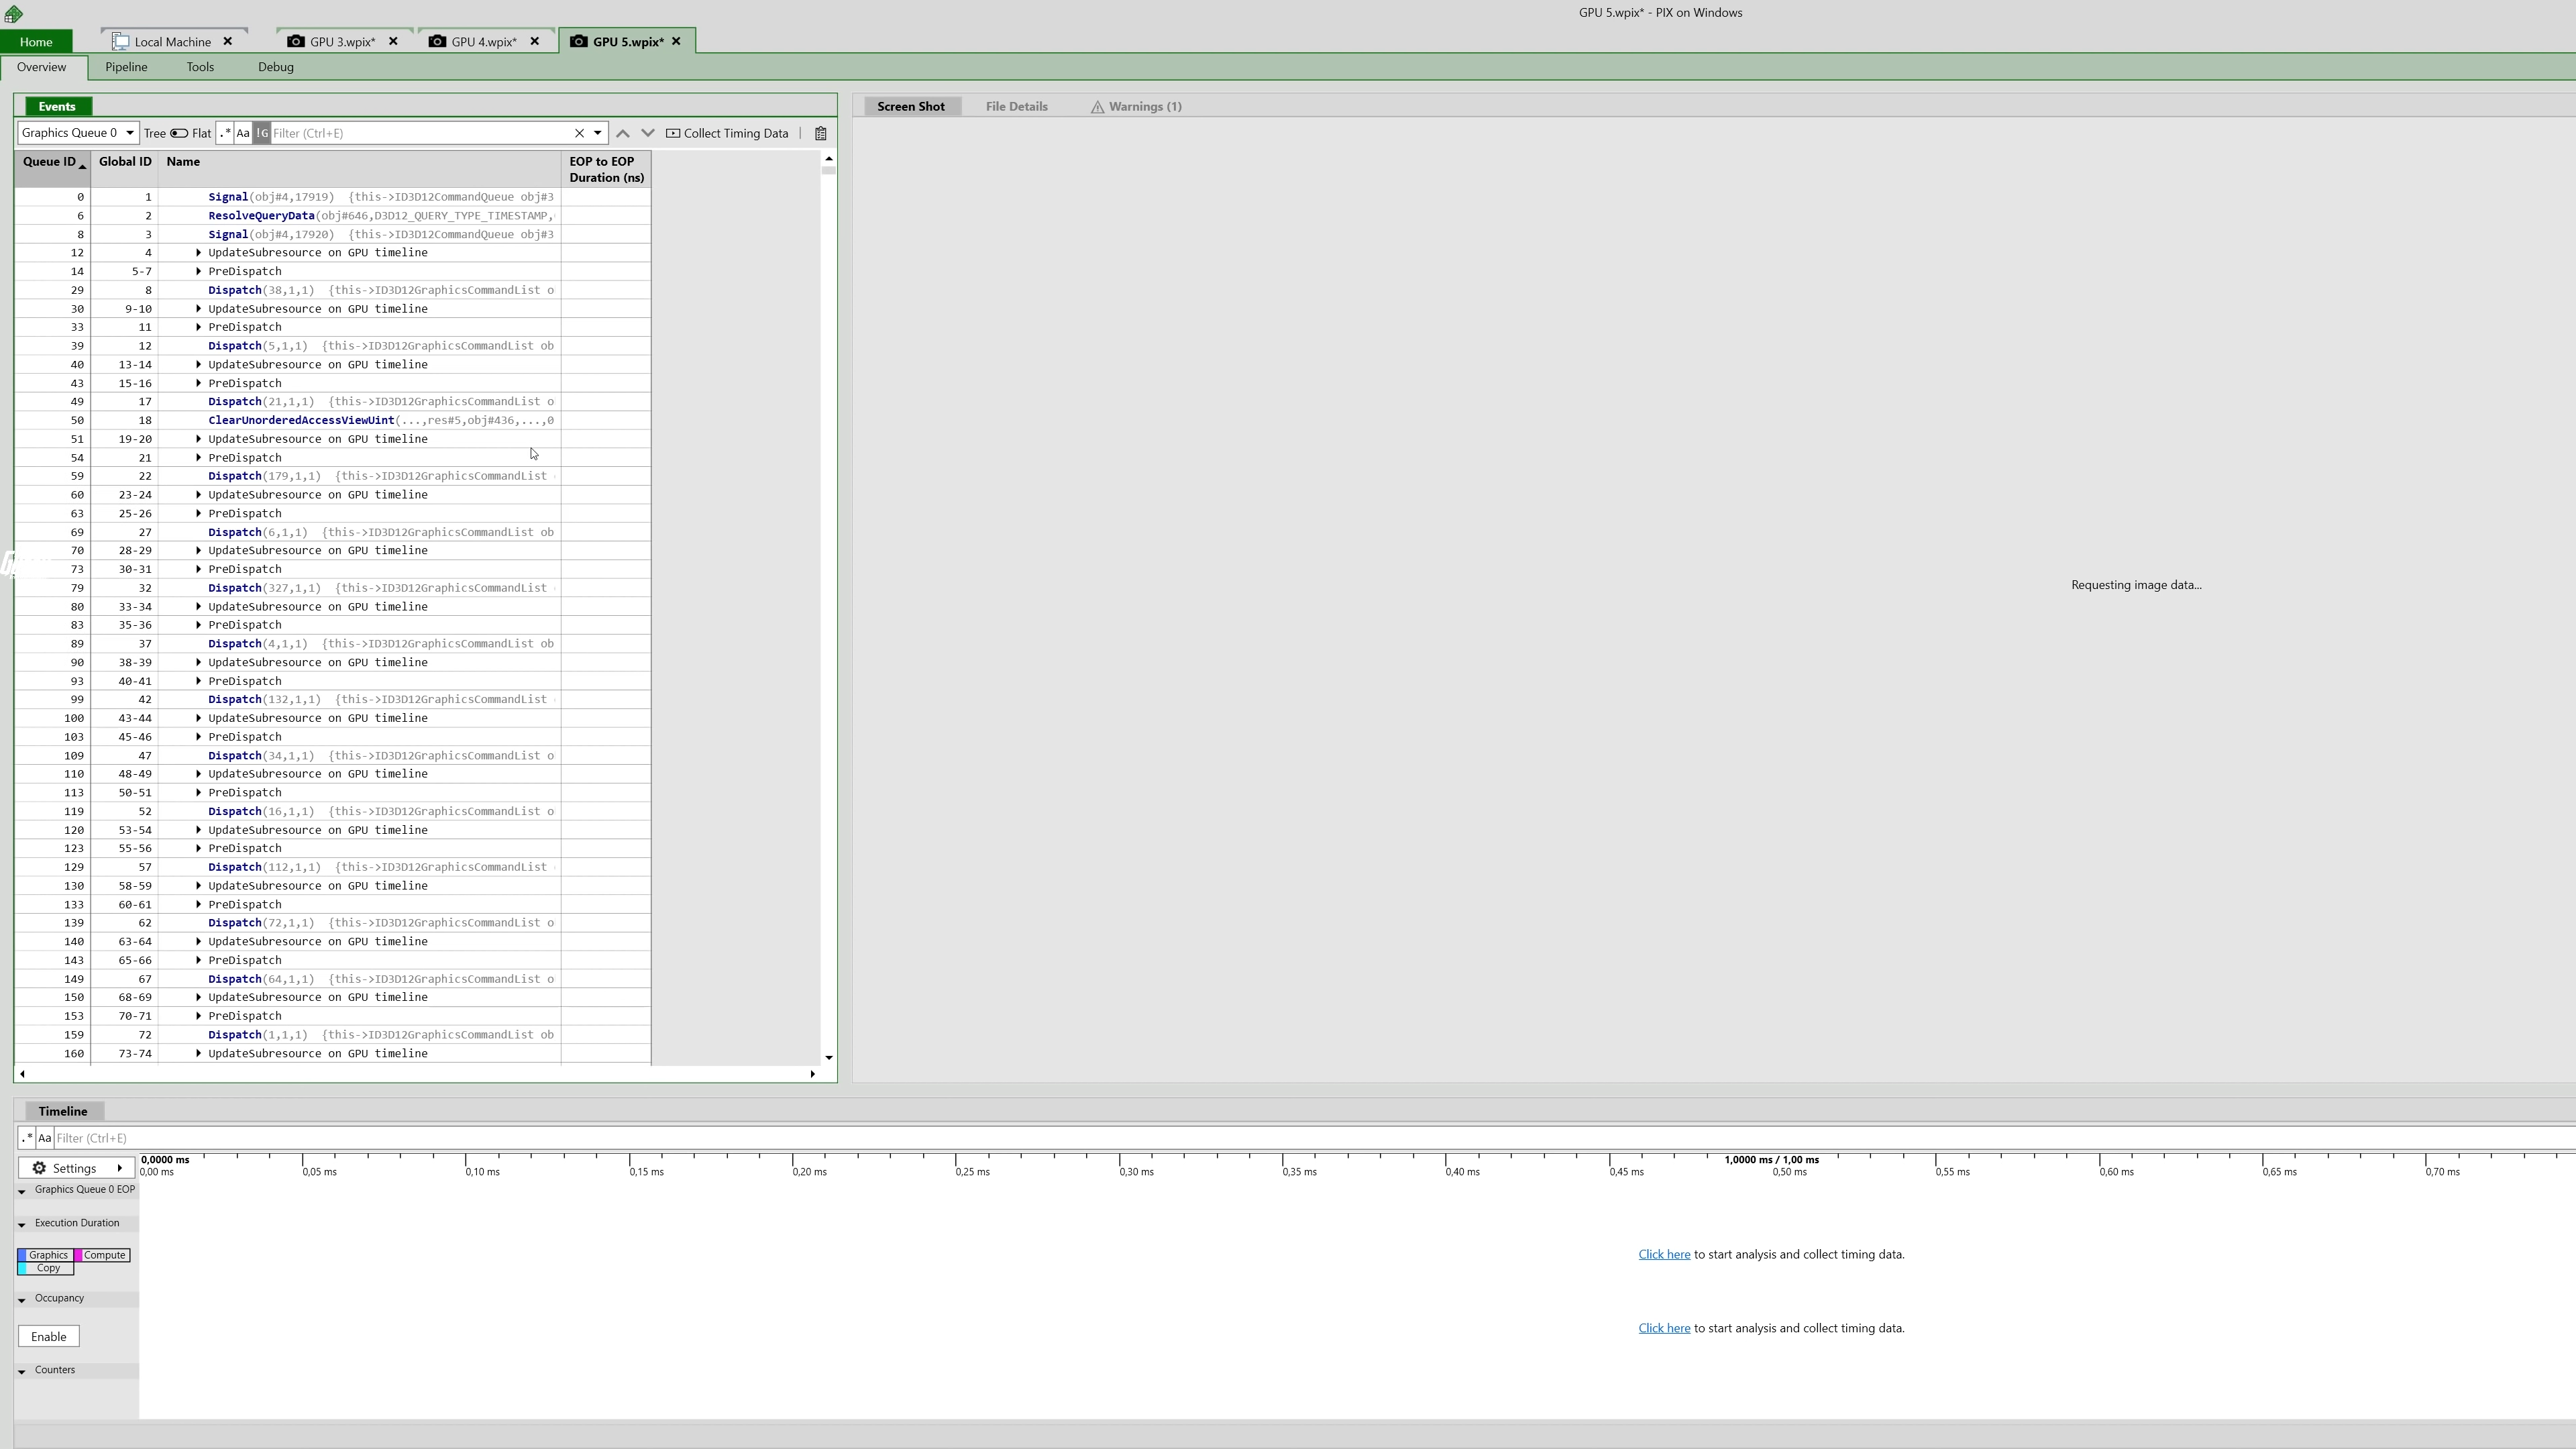 GPU 5.wpix* - PIX on Windows
Home
Local Machine
GPU 3.wpix*
GPU 4.wpix*
GPU 5.wpix*
Overview Pipeline Tools Debug
Events
Graphics Queue 0 Tree Flat .* Aa !G Filter (Ctrl+E) Collect Timing Data
Queue ID Global ID Name EOP to EOP Duration (ns)
0 1 Signal(obj#4,17919) {this->ID3D12CommandQueue obj#3
6 2 ResolveQueryData(obj#646,D3D12_QUERY_TYPE_TIMESTAMP,
8 3 Signal(obj#4,17920) {this->ID3D12CommandQueue obj#3
12 4 UpdateSubresource on GPU timeline
14 5-7 PreDispatch
29 8 Dispatch(38,1,1) {this->ID3D12GraphicsCommandList o
30 9-10 UpdateSubresource on GPU timeline
33 11 PreDispatch
39 12 Dispatch(5,1,1) {this->ID3D12GraphicsCommandList ob
40 13-14 UpdateSubresource on GPU timeline
43 15-16 PreDispatch
49 17 Dispatch(21,1,1) {this->ID3D12GraphicsCommandList o
50 18 ClearUnorderedAccessViewUint(...,res#5,obj#436,...,0
51 19-20 UpdateSubresource on GPU timeline
54 21 PreDispatch
59 22 Dispatch(179,1,1) {this->ID3D12GraphicsCommandList
60 23-24 UpdateSubresource on GPU timeline
63 25-26 PreDispatch
69 27 Dispatch(6,1,1) {this->ID3D12GraphicsCommandList ob
70 28-29 UpdateSubresource on GPU timeline
73 30-31 PreDispatch
79 32 Dispatch(327,1,1) {this->ID3D12GraphicsCommandList
80 33-34 UpdateSubresource on GPU timeline
83 35-36 PreDispatch
89 37 Dispatch(4,1,1) {this->ID3D12GraphicsCommandList ob
90 38-39 UpdateSubresource on GPU timeline
93 40-41 PreDispatch
99 42 Dispatch(132,1,1) {this->ID3D12GraphicsCommandList
100 43-44 UpdateSubresource on GPU timeline
103 45-46 PreDispatch
109 47 Dispatch(34,1,1) {this->ID3D12GraphicsCommandList o
110 48-49 UpdateSubresource on GPU timeline
113 50-51 PreDispatch
119 52 Dispatch(16,1,1) {this->ID3D12GraphicsCommandList o
120 53-54 UpdateSubresource on GPU timeline
123 55-56 PreDispatch
129 57 Dispatch(112,1,1) {this->ID3D12GraphicsCommandList
130 58-59 UpdateSubresource on GPU timeline
133 60-61 PreDispatch
139 62 Dispatch(72,1,1) {this->ID3D12GraphicsCommandList o
140 63-64 UpdateSubresource on GPU timeline
143 65-66 PreDispatch
149 67 Dispatch(64,1,1) {this->ID3D12GraphicsCommandList o
150 68-69 UpdateSubresource on GPU timeline
153 70-71 PreDispatch
159 72 Dispatch(1,1,1) {this->ID3D12GraphicsCommandList ob
160 73-74 UpdateSubresource on GPU timeline
Screen Shot File Details Warnings (1)
Requesting image data...
Timeline
.* Aa Filter (Ctrl+E)
Settings
0,0000 ms 1,0000 ms / 1,00 ms
0,00 ms 0,05 ms 0,10 ms 0,15 ms 0,20 ms 0,25 ms 0,30 ms 0,35 ms 0,40 ms 0,45 ms 0,50 ms 0,55 ms 0,60 ms 0,65 ms 0,70 ms
Graphics Queue 0 EOP
Execution Duration
Graphics Compute
Copy
Click here to start analysis and collect timing data.
Occupancy
Enable
Click here to start analysis and collect timing data.
Counters